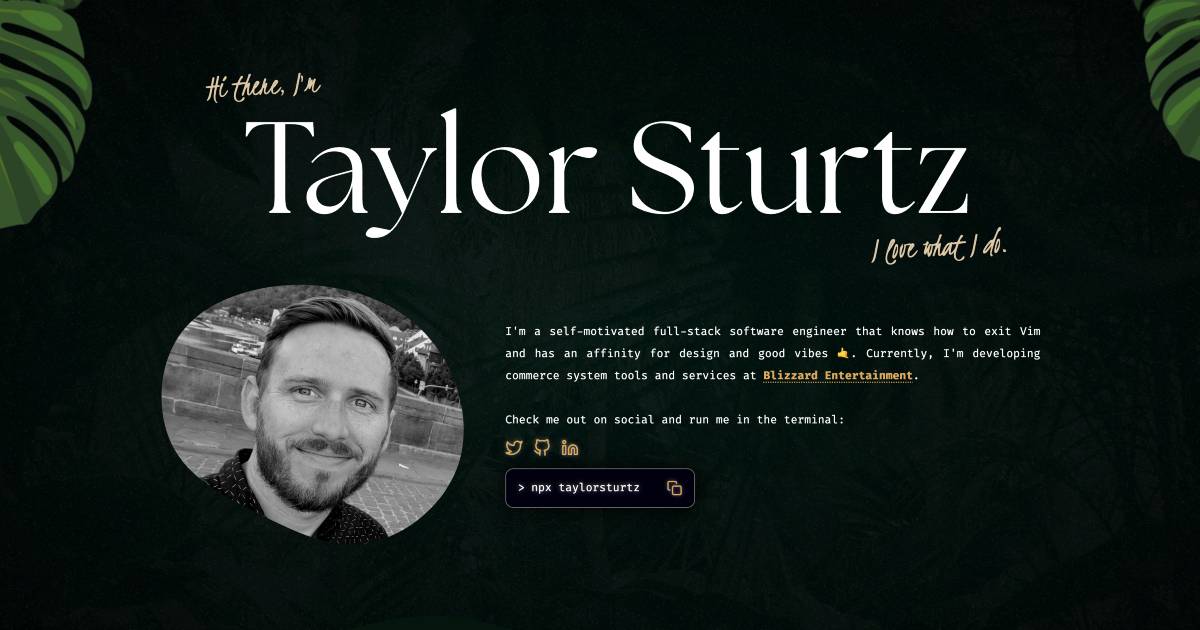 Hi there, I'm
Taylor Sturtz
I love what I do.
I'm a self-motivated full-stack software engineer that knows how to exit Vim
and has an affinity for design and good vibes 🤙. Currently, I'm developing
commerce system tools and services at Blizzard Entertainment.
Check me out on social and run me in the terminal:
> npx taylorsturtz